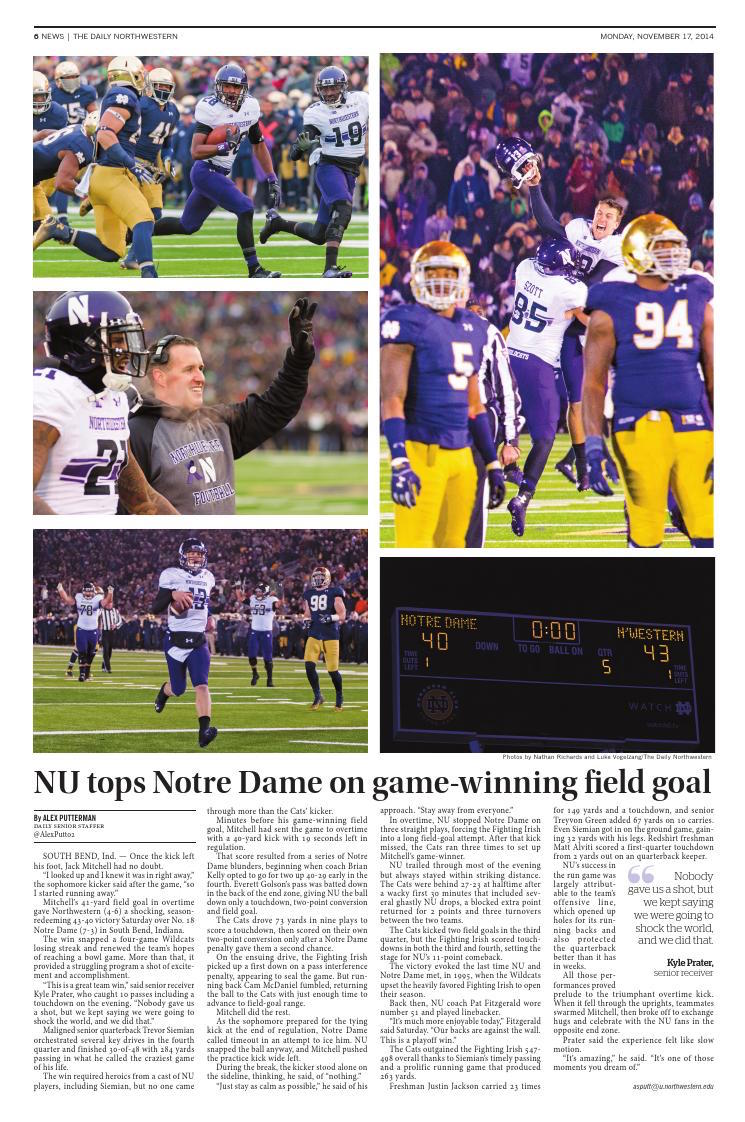 6 NEWS | THE DAILY NORTHWESTERN
MONDAY, NOVEMBER 17, 2014
28
NORTHWESTERN
19
41
N
21
NORTHWESTERN
N
FOOTBALL
SCOTT
85
WILDCATS
5
94
78
NORTHWESTERN
13
53
98
NOTRE DAME
40
TIME
OUTS
LEFT
1
DOWN
0:00
TO GO
BALL ON
QTR
5
N'WESTERN
43
TIME
OUTS
LEFT
1
WATCH
Photos by Nathan Richards and Luke Vogelzang/The Daily Northwestern
NU tops Notre Dame on game-winning field goal
By ALEX PUTTERMAN
DAILY SENIOR STAFFER
@AlexPutt02
SOUTH BEND, Ind. — Once the kick left
his foot, Jack Mitchell had no doubt.
“I looked up and I knew it was in right away,”
the sophomore kicker said after the game, “so
I started running away.”
Mitchell’s 41-yard field goal in overtime
gave Northwestern (4-6) a shocking, season-
redeeming 43-40 victory Saturday over No. 18
Notre Dame (7-3) in South Bend, Indiana.
The win snapped a four-game Wildcats
losing streak and renewed the team’s hopes
of reaching a bowl game. More than that, it
provided a struggling program a shot of excite-
ment and accomplishment.
“This is a great team win,” said senior receiver
Kyle Prater, who caught 10 passes including a
touchdown on the evening. “Nobody gave us
a shot, but we kept saying we were going to
shock the world, and we did that.”
Maligned senior quarterback Trevor Siemian
orchestrated several key drives in the fourth
quarter and finished 30-of-48 with 284 yards
passing in what he called the craziest game
of his life.
The win required heroics from a cast of NU
players, including Siemian, but no one came
through more than the Cats’ kicker.
Minutes before his game-winning field
goal, Mitchell had sent the game to overtime
with a 40-yard kick with 19 seconds left in
regulation.
That score resulted from a series of Notre
Dame blunders, beginning when coach Brian
Kelly opted to go for two up 40-29 early in the
fourth. Everett Golson’s pass was batted down
in the back of the end zone, giving NU the ball
down only a touchdown, two-point conversion
and field goal.
The Cats drove 73 yards in nine plays to
score a touchdown, then scored on their own
two-point conversion only after a Notre Dame
penalty gave them a second chance.
On the ensuing drive, the Fighting Irish
picked up a first down on a pass interference
penalty, appearing to seal the game. But run-
ning back Cam McDaniel fumbled, returning
the ball to the Cats with just enough time to
advance to field-goal range.
Mitchell did the rest.
As the sophomore prepared for the tying
kick at the end of regulation, Notre Dame
called timeout in an attempt to ice him. NU
snapped the ball anyway, and Mitchell pushed
the practice kick wide left.
During the break, the kicker stood alone on
the sideline, thinking, he said, of “nothing.”
“Just stay as calm as possible,” he said of his
approach. “Stay away from everyone.”
In overtime, NU stopped Notre Dame on
three straight plays, forcing the Fighting Irish
into a long field-goal attempt. After that kick
missed, the Cats ran three times to set up
Mitchell’s game-winner.
NU trailed through most of the evening
but always stayed within striking distance.
The Cats were behind 27-23 at halftime after
a wacky first 30 minutes that included sev-
eral ghastly NU drops, a blocked extra point
returned for 2 points and three turnovers
between the two teams.
The Cats kicked two field goals in the third
quarter, but the Fighting Irish scored touch-
downs in both the third and fourth, setting the
stage for NU’s 11-point comeback.
The victory evoked the last time NU and
Notre Dame met, in 1995, when the Wildcats
upset the heavily favored Fighting Irish to open
their season.
Back then, NU coach Pat Fitzgerald wore
number 51 and played linebacker.
“It’s much more enjoyable today,” Fitzgerald
said Saturday. “Our backs are against the wall.
This is a playoff win.”
The Cats outgained the Fighting Irish 547-
498 overall thanks to Siemian’s timely passing
and a prolific running game that produced
263 yards.
Freshman Justin Jackson carried 23 times
for 149 yards and a touchdown, and senior
Treyvon Green added 67 yards on 10 carries.
Even Siemian got in on the ground game, gain-
ing 32 yards with his legs. Redshirt freshman
Matt Alviti scored a first-quarter touchdown
from 2 yards out on an quarterback keeper.
NU’s success in
the run game was
largely attribut-
able to the team’s
offensive line,
which opened up
holes for its run-
ning backs and
also protected
the quarterback
better than it has
in weeks.
All those per-
formances proved
prelude to the triumphant overtime kick.
When it fell through the uprights, teammates
swarmed Mitchell, then broke off to exchange
hugs and celebrate with the NU fans in the
opposite end zone.
Prater said the experience felt like slow
motion.
“It’s amazing,” he said. “It’s one of those
moments you dream of.”
“ Nobody
gave us a shot, but
we kept saying
we were going to
shock the world,
and we did that.
Kyle Prater,
senior receiver
asputt@u.northwestern.edu